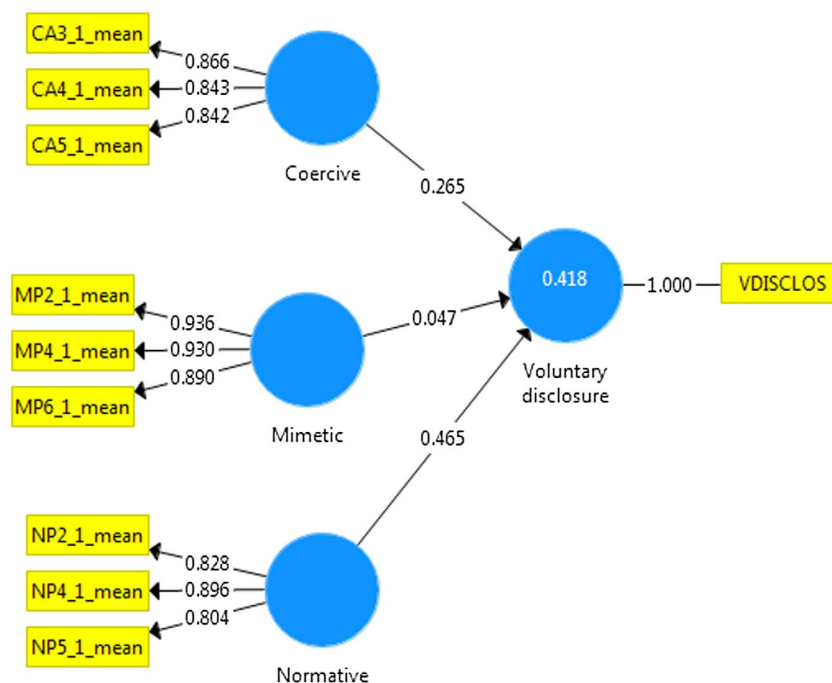 CA3_1_mean
0.866
CA4_1_mean
0.843
CA5_1_mean
0.842
Coercive
0.265
MP2_1_mean
0.936
MP4_1_mean
0.930
MP6_1_mean
0.890
Mimetic
0.047
0.418
1.000
VDISCLOS
Voluntary
disclosure
0.465
NP2_1_mean
0.828
NP4_1_mean
0.896
NP5_1_mean
0.804
Normative